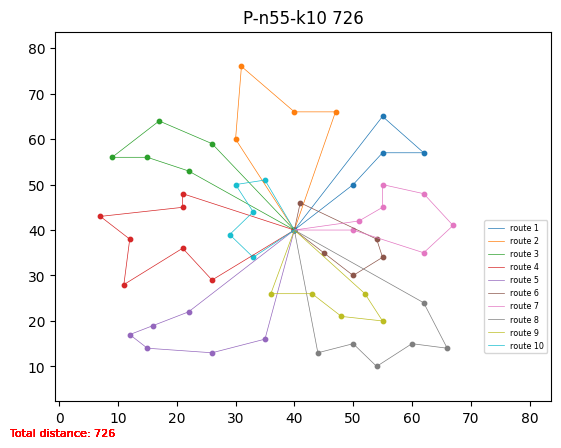 P-n55-k10 726
80
70
60
50
40
30
20
10
0 10 20 30 40 50 60 70 80
route 1
route 2
route 3
route 4
route 5
route 6
route 7
route 8
route 9
route 10
Total distance: 726